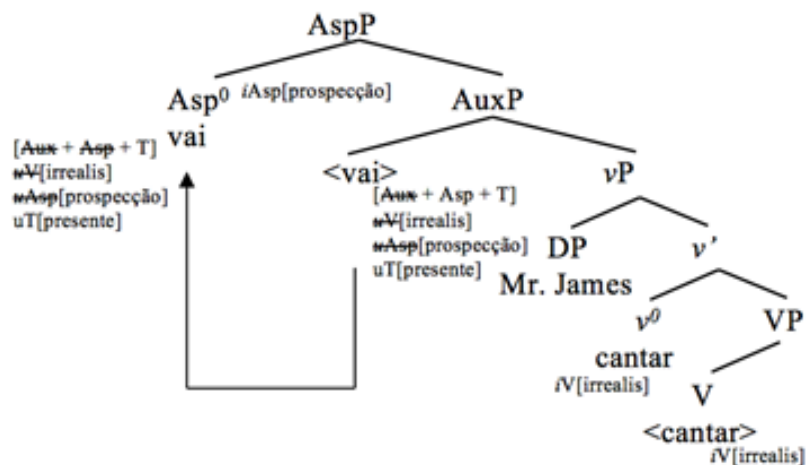 AspP
Asp⁰ iAsp[prospecção]
AuxP
vai
[Aux + Asp + T]
uV[irrealis]
uAsp[prospecção]
uT[presente]
<vai>
[Aux + Asp + T]
uV[irrealis]
uAsp[prospecção]
uT[presente]
vP
DP
Mr. James
v’
v⁰
cantar
iV[irrealis]
VP
V
<cantar>
iV[irrealis]